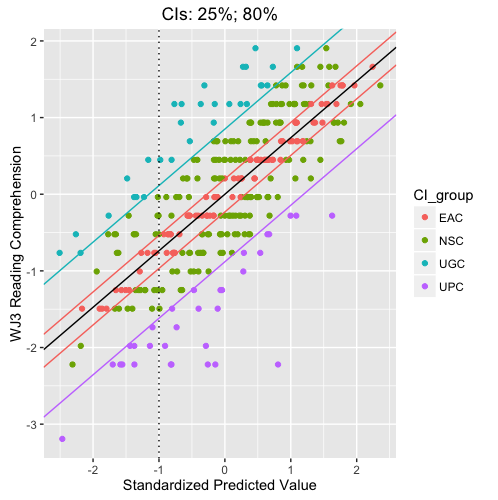 CIs: 25%; 80%
2
1
0
-1
-2
-3
WJ3 Reading Comprehension
-2
-1
0
1
2
Standardized Predicted Value
CI_group
EAC
NSC
UGC
UPC